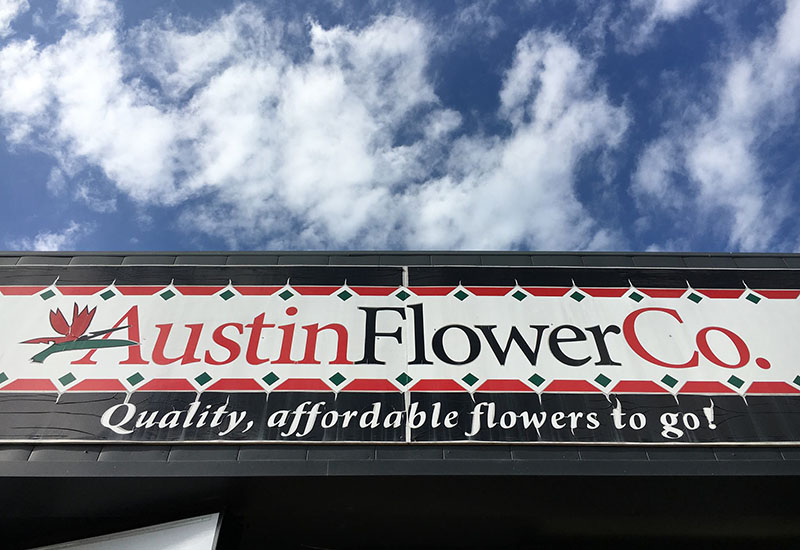 AustinFlowerCo.
Quality, affordable flowers to go!